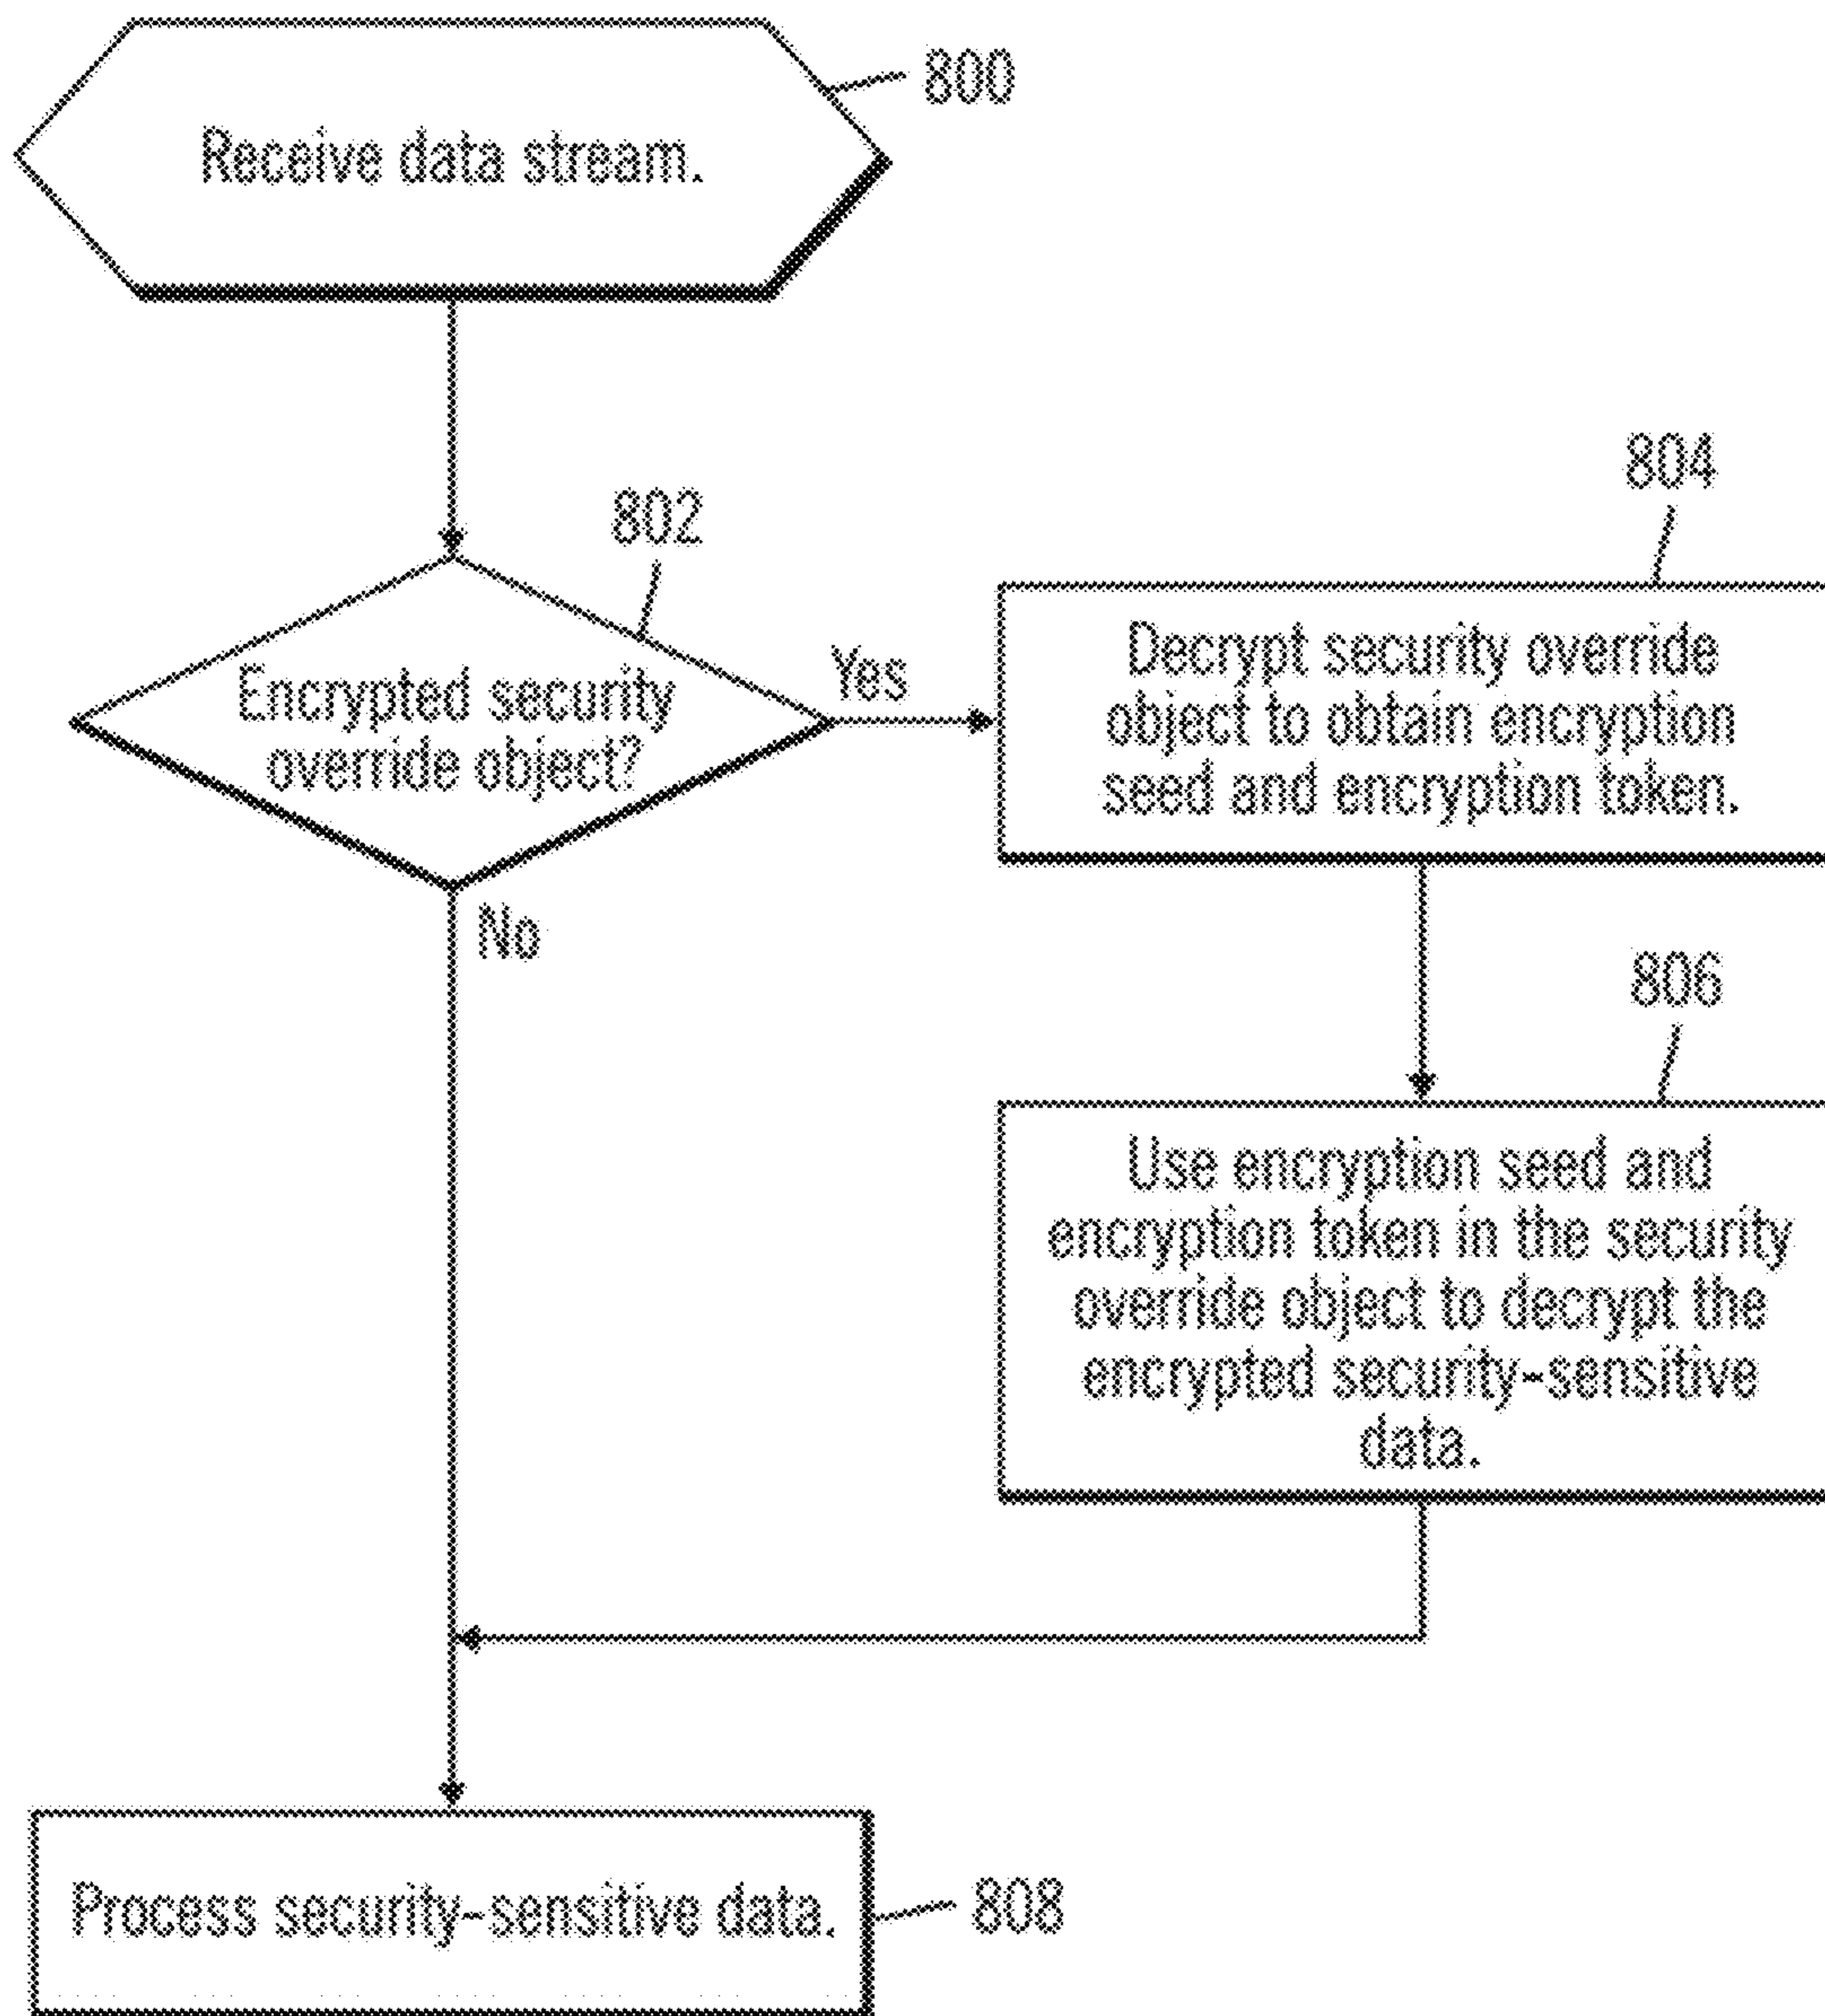 800
Receive data stream.
802
Encrypted security
override object?
Yes
No
804
Decrypt security override
object to obtain encryption
seed and encryption token.
806
Use encryption seed and
encryption token in the security
override object to decrypt the
encrypted security-sensitive
data.
Process security-sensitive data.
808